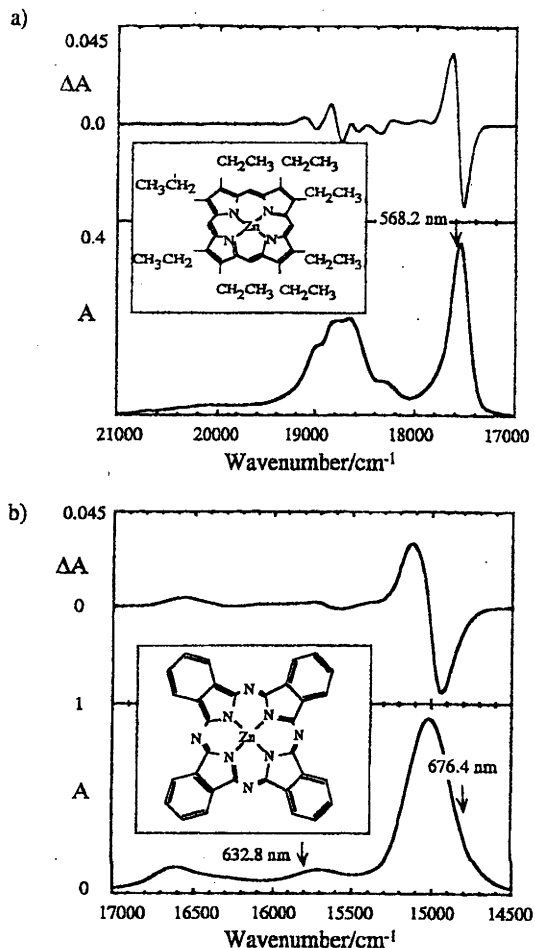 a)
0.045
ΔA
0.0
CH₂CH₃ CH₂CH₃
CH₃CH₂ CH₂CH₃
N N
Zn
N N
CH₃CH₂ CH₂CH₃
CH₂CH₃ CH₂CH₃
568.2 nm
0.4
A
21000 20000 19000 18000 17000
Wavenumber/cm⁻¹
b)
0.045
ΔA
0
1
N
N N
N Zn N
N N
N
676.4 nm
A
632.8 nm
0
17000 16500 16000 15500 15000 14500
Wavenumber/cm⁻¹